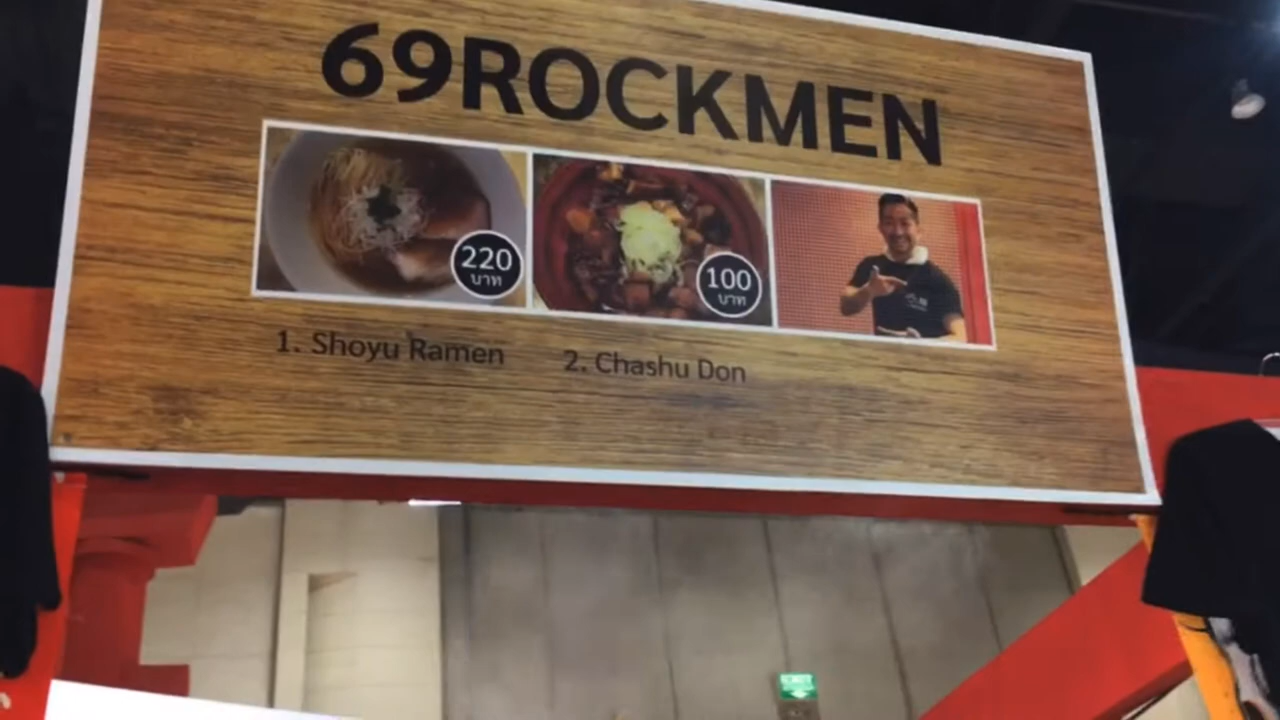 69ROCKMEN
220
บาท
100
บาท
1. Shoyu Ramen
2. Chashu Don